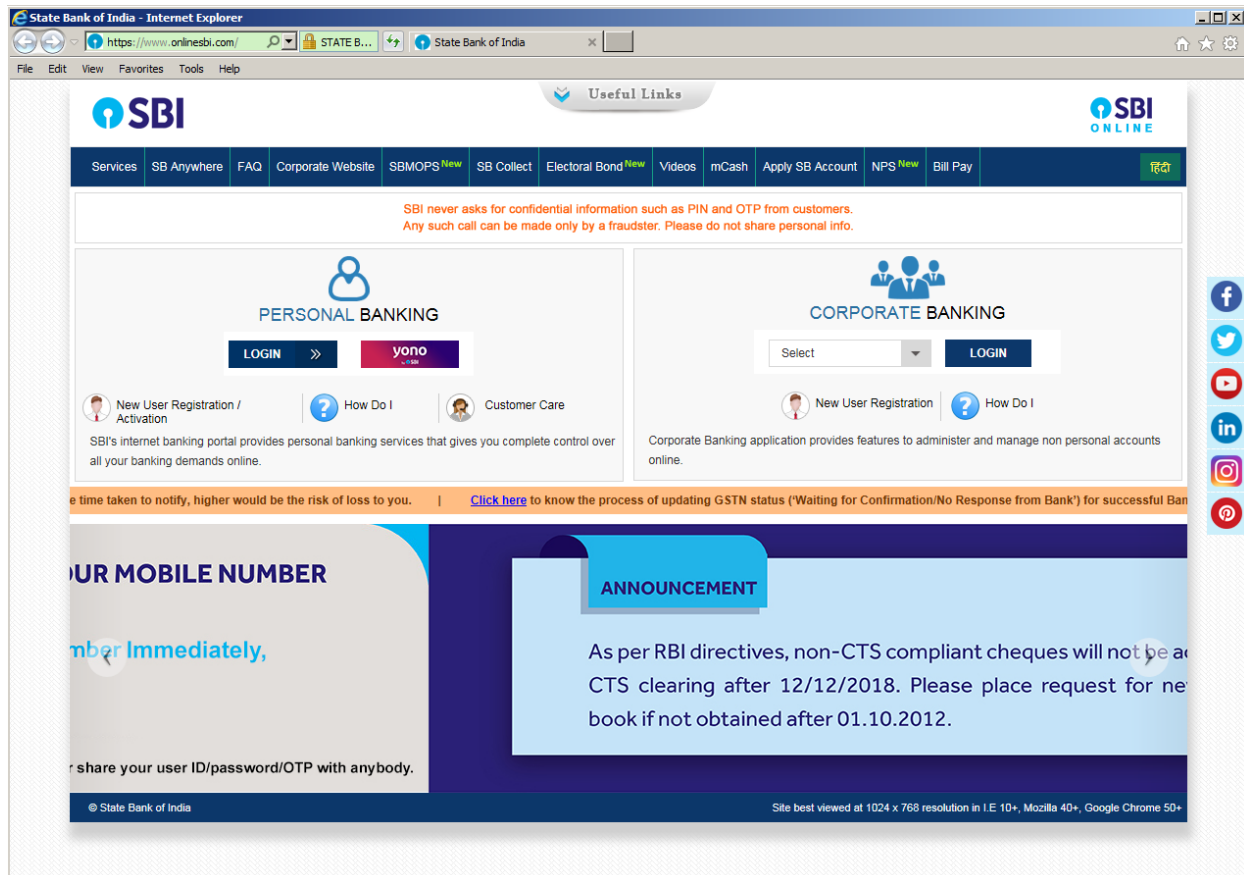 State Bank of India - Internet Explorer
https://www.onlinesbi.com/ STATE B... State Bank of India
File Edit View Favorites Tools Help
Useful Links
SBI
SBI
ONLINE
Services SB Anywhere FAQ Corporate Website SBMOPS New SB Collect Electoral Bond New Videos mCash Apply SB Account NPS New Bill Pay हिंदी
SBI never asks for confidential information such as PIN and OTP from customers.
Any such call can be made only by a fraudster. Please do not share personal info.
PERSONAL BANKING
LOGIN »
yono
by SBI
New User Registration /
Activation
How Do I
Customer Care
SBI's internet banking portal provides personal banking services that gives you complete control over
all your banking demands online.
CORPORATE BANKING
Select
LOGIN
New User Registration
How Do I
Corporate Banking application provides features to administer and manage non personal accounts
online.
e time taken to notify, higher would be the risk of loss to you. | Click here to know the process of updating GSTN status (‘Waiting for Confirmation/No Response from Bank’) for successful Ban
OUR MOBILE NUMBER
mber Immediately,
r share your user ID/password/OTP with anybody.
ANNOUNCEMENT
As per RBI directives, non-CTS compliant cheques will not be ac
CTS clearing after 12/12/2018. Please place request for ne
book if not obtained after 01.10.2012.
© State Bank of India
Site best viewed at 1024 x 768 resolution in I.E 10+, Mozilla 40+, Google Chrome 50+